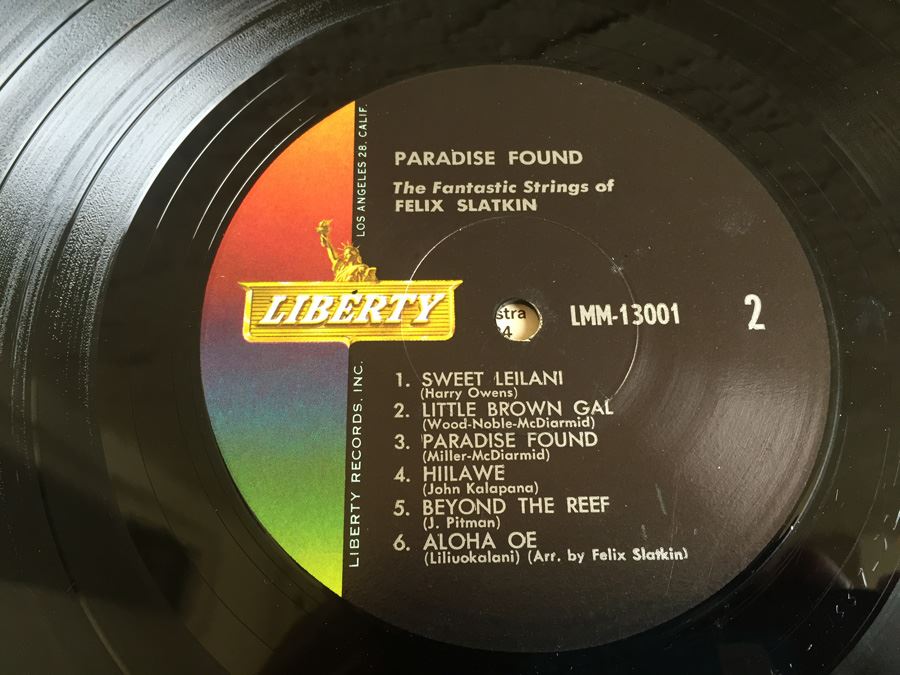 PARADISE FOUND
The Fantastic Strings of
FELIX SLATKIN
LOS ANGELES 28, CALIF.
LIBERTY
stra
4
LMM-13001
2
LIBERTY RECORDS, INC.
1. SWEET LEILANI
(Harry Owens)
2. LITTLE BROWN GAL
(Wood-Noble-McDiarmid)
3. PARADISE FOUND
(Miller-McDiarmid)
4. HIILAWE
(John Kalapana)
5. BEYOND THE REEF
(J. Pitman)
6. ALOHA OE
(Liliuokalani) (Arr. by Felix Slatkin)